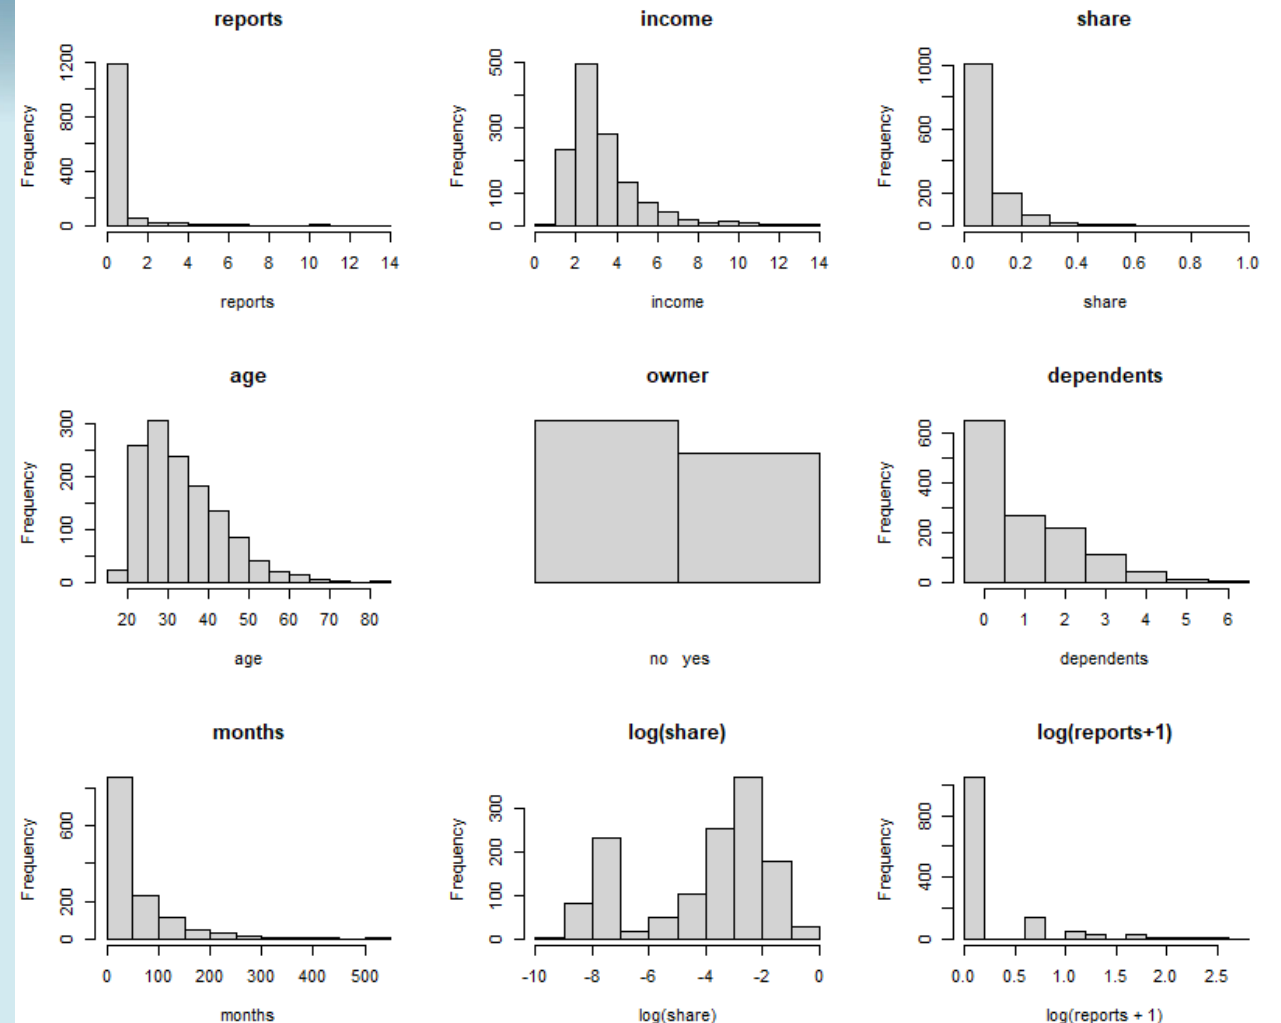 reports
income
share
Frequency
0 400 800 1200
0 2 4 6 8 10 12 14
reports
Frequency
0 100 300 500
0 2 4 6 8 10 12 14
income
Frequency
0 200 600 1000
0.0 0.2 0.4 0.6 0.8 1.0
share
age
owner
dependents
Frequency
0 100 200 300
20 30 40 50 60 70 80
age
Frequency
no yes
Frequency
0 200 400 600
0 1 2 3 4 5 6
dependents
months
log(share)
log(reports+1)
Frequency
0 200 600
0 100 200 300 400 500
months
Frequency
0 100 200 300
-10 -8 -6 -4 -2 0
log(share)
Frequency
0 400 800
0.0 0.5 1.0 1.5 2.0 2.5
log(reports + 1)